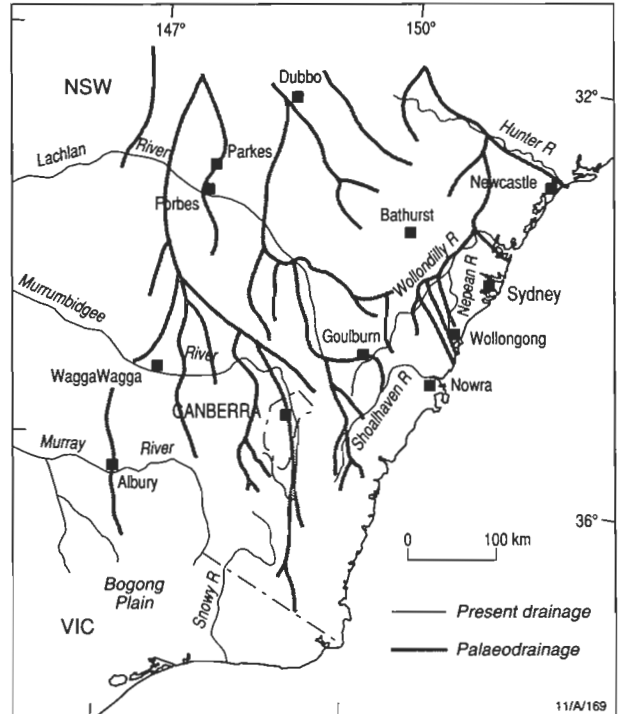 147°
150°
NSW
Dubbo
32°
Hunter R
Lachlan
River
Parkes
Newcastle
Forbes
Bathurst
Wollondilly R
Nepean R
Murrumbidgee
Sydney
Goulburn
Wollongong
River
WaggaWagga
Nowra
CANBERRA
Shoalhaven R
Murray
River
Albury
36°
0
100 km
Bogong
Plain
Snowy R
Present drainage
VIC
Palaeodrainage
11/A/169